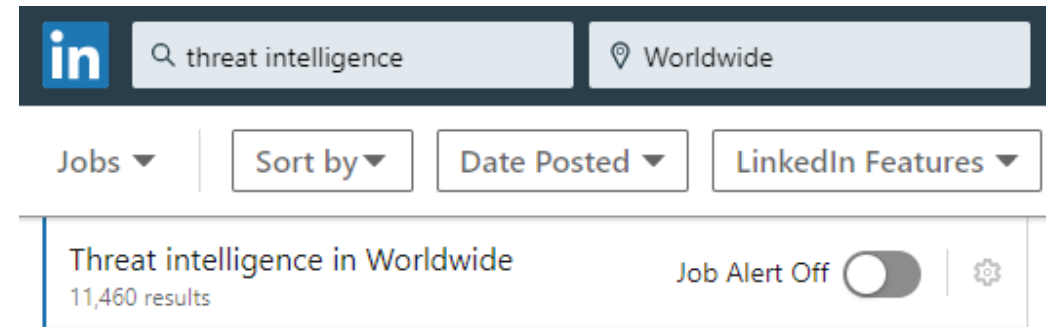 in threat intelligence Worldwide
Jobs Sort by Date Posted LinkedIn Features
Threat intelligence in Worldwide Job Alert Off
11,460 results